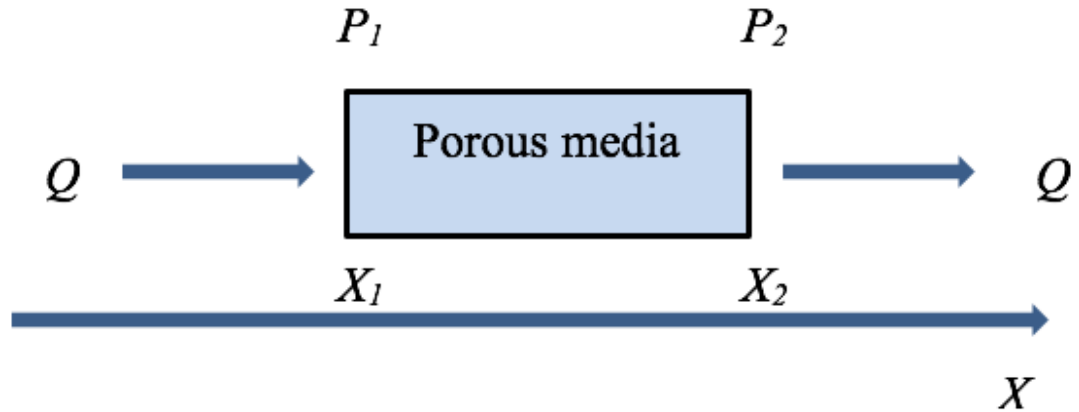 P₁ P₂
Porous media
Q Q
X₁ X₂
X